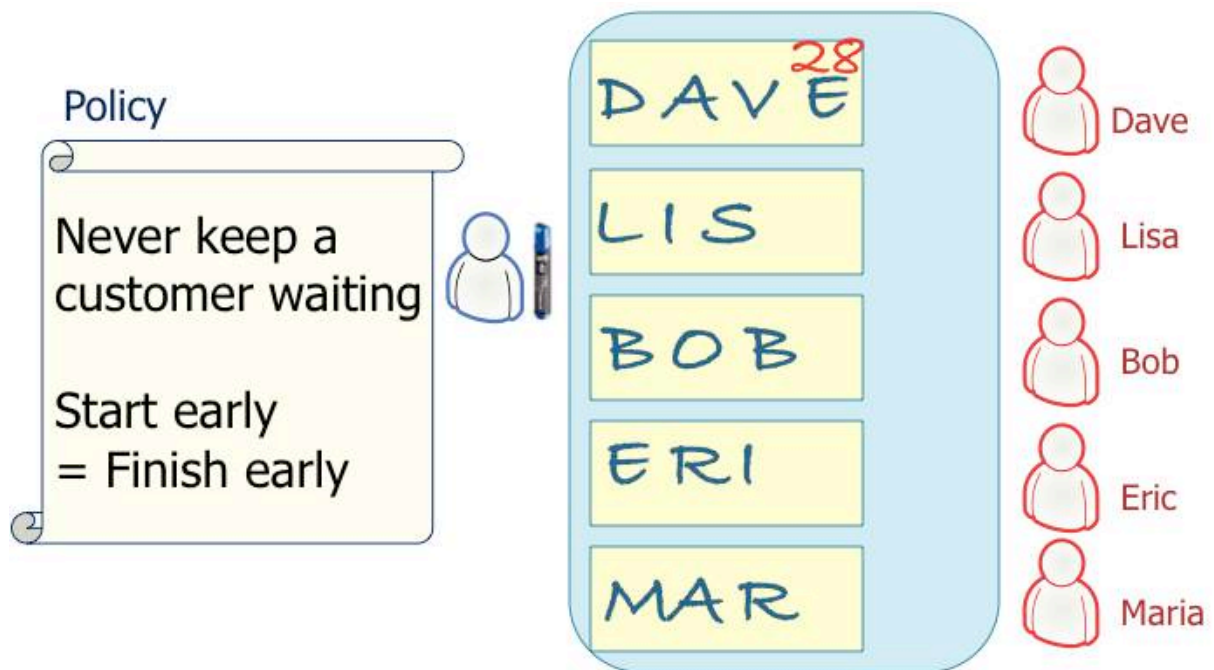 Policy
Never keep a
customer waiting
Start early
= Finish early
28
DAVE
Dave
LIS
Lisa
BOB
Bob
ERI
Eric
MAR
Maria